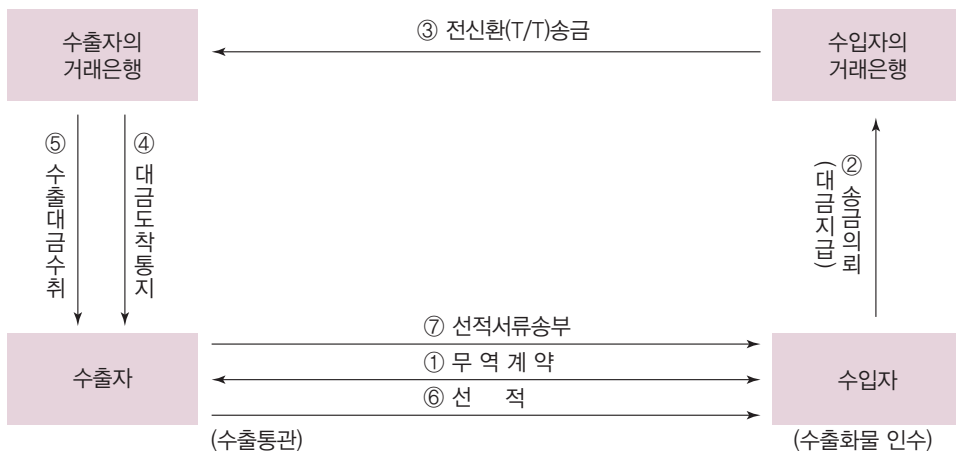 수출자의
거래은행
③ 전신환(T/T)송금
수입자의
거래은행
⑤ 수출대금수취
④ 대금도착통지
② 송금의뢰
(대금지급)
⑦ 선적서류송부
수출자
① 무 역 계 약
수입자
⑥ 선 적
(수출통관)
(수출화물 인수)